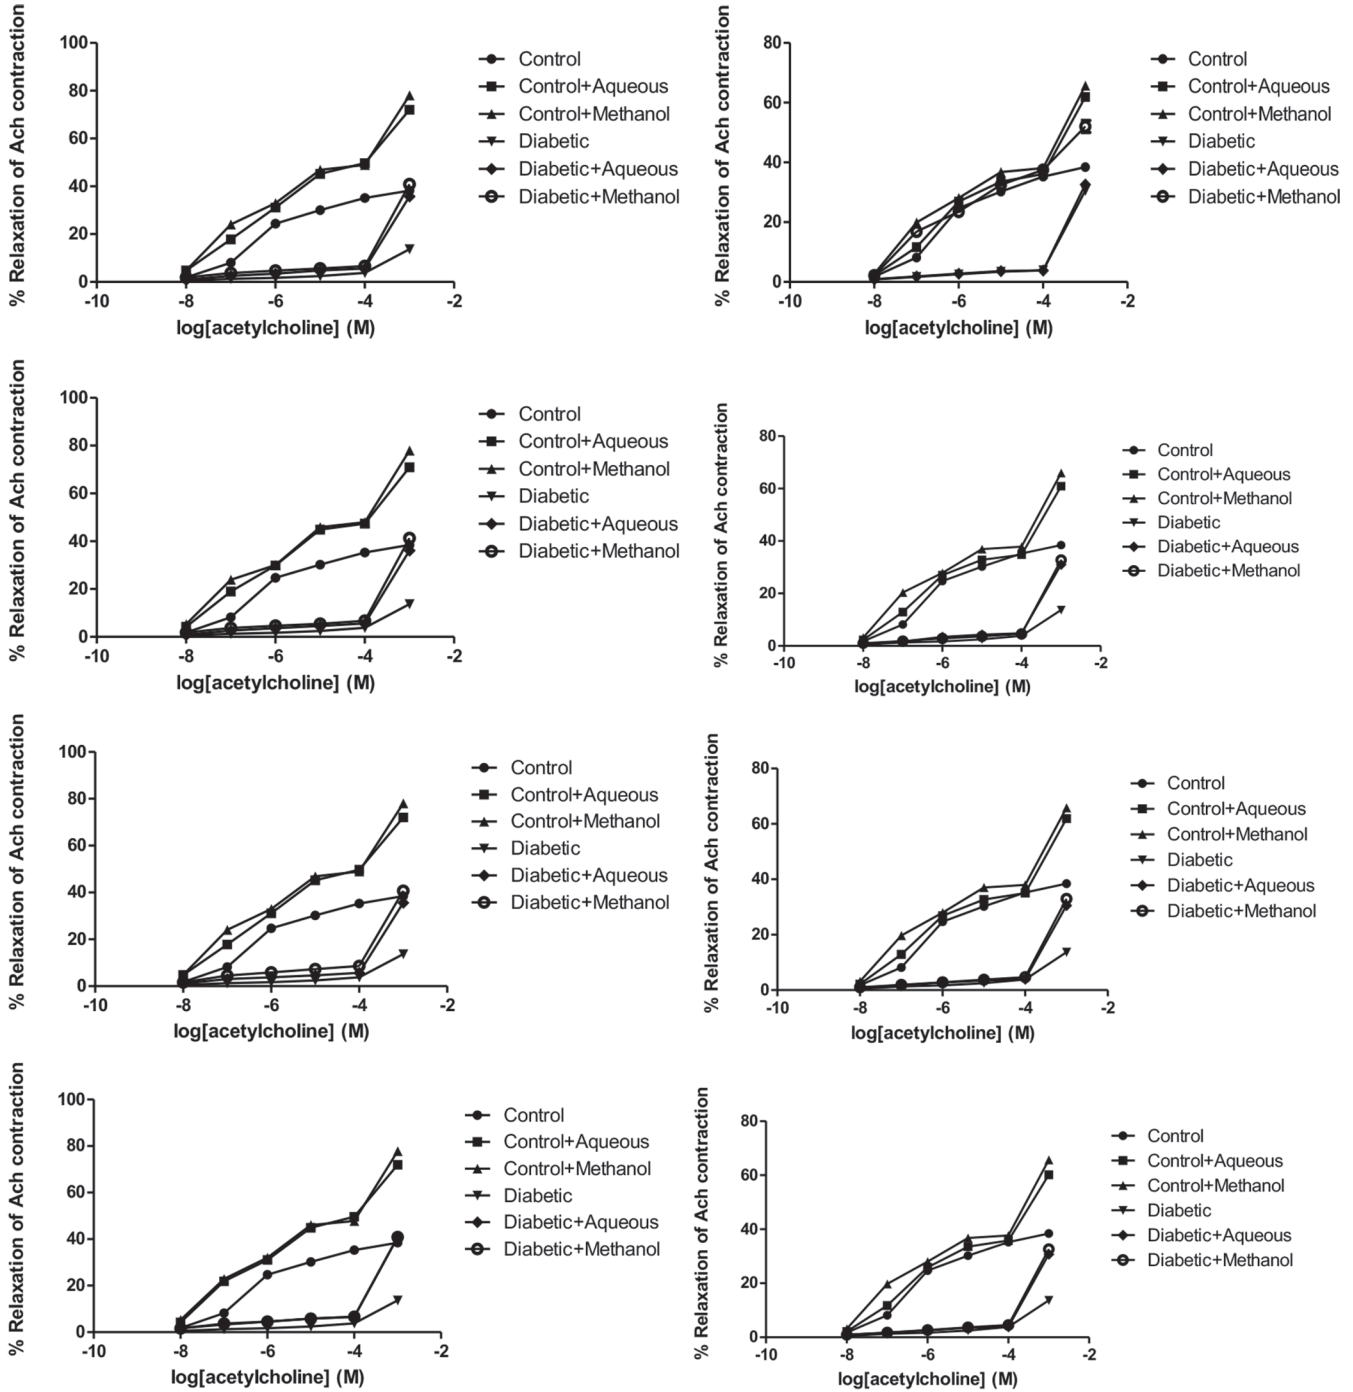 % Relaxation of Ach contraction
100
80
60
40
20
0
-10
-8
-6
-4
-2
log[acetylcholine] (M)
Control
Control+Aqueous
Control+Methanol
Diabetic
Diabetic+Aqueous
Diabetic+Methanol
% Relaxation of Ach contraction
80
60
40
20
0
-10
-8
-6
-4
-2
log[acetylcholine] (M)
Control
Control+Aqueous
Control+Methanol
Diabetic
Diabetic+Aqueous
Diabetic+Methanol
% Relaxation of Ach contraction
100
80
60
40
20
0
-10
-8
-6
-4
-2
log[acetylcholine] (M)
Control
Control+Aqueous
Control+Methanol
Diabetic
Diabetic+Aqueous
Diabetic+Methanol
% Relaxation of Ach contraction
80
60
40
20
0
-10
-8
-6
-4
-2
log[acetylcholine] (M)
Control
Control+Aqueous
Control+Methanol
Diabetic
Diabetic+Aqueous
Diabetic+Methanol
% Relaxation of Ach contraction
100
80
60
40
20
0
-10
-8
-6
-4
-2
log[acetylcholine] (M)
Control
Control+Aqueous
Control+Methanol
Diabetic
Diabetic+Aqueous
Diabetic+Methanol
% Relaxation of Ach contraction
80
60
40
20
0
-10
-8
-6
-4
-2
log[acetylcholine] (M)
Control
Control+Aqueous
Control+Methanol
Diabetic
Diabetic+Aqueous
Diabetic+Methanol
% Relaxation of Ach contraction
100
80
60
40
20
0
-10
-8
-6
-4
-2
log[acetylcholine] (M)
Control
Control+Aqueous
Control+Methanol
Diabetic
Diabetic+Aqueous
Diabetic+Methanol
% Relaxation of Ach contraction
80
60
40
20
0
-10
-8
-6
-4
-2
log[acetylcholine] (M)
Control
Control+Aqueous
Control+Methanol
Diabetic
Diabetic+Aqueous
Diabetic+Methanol